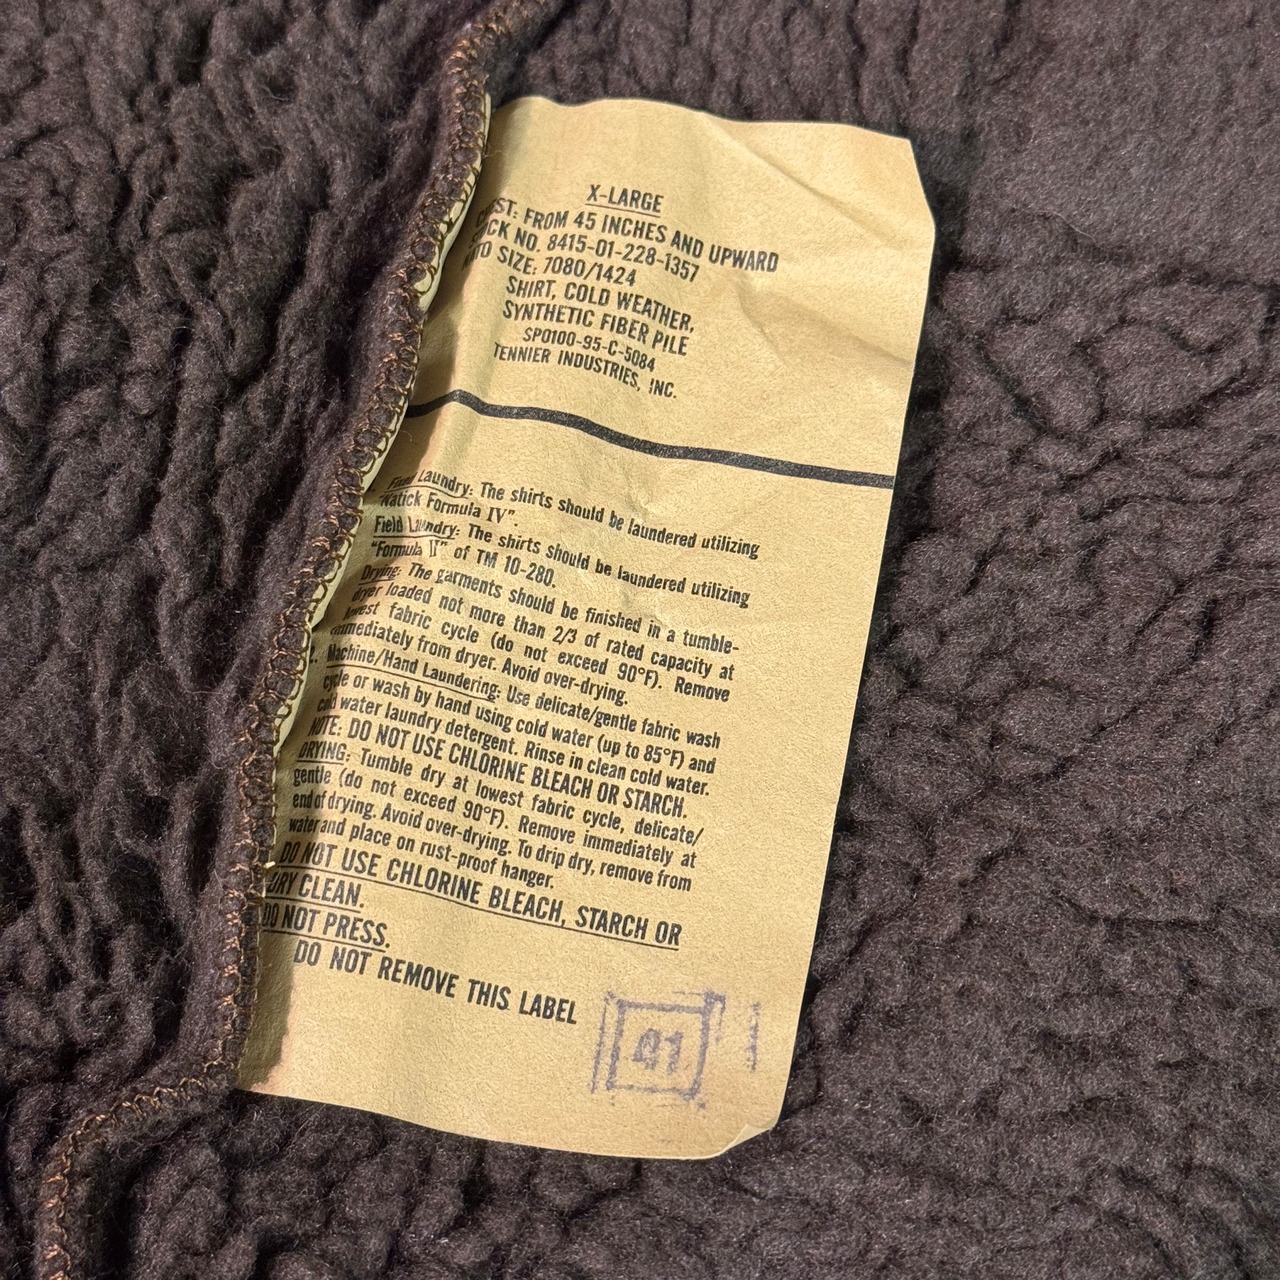 X-LARGE
CHEST: FROM 45 INCHES AND UPWARD
STOCK NO. 8415-01-228-1357
NATO SIZE: 7080/1424
SHIRT, COLD WEATHER,
SYNTHETIC FIBER PILE
SPO100-95-C-5084
TENNIER INDUSTRIES, INC.
Field Laundry: The shirts should be laundered utilizing
"Natick Formula IV".
Field Laundry: The shirts should be laundered utilizing
"Formula II" of TM 10-280.
Drying: The garments should be finished in a tumble-
dryer loaded not more than 2/3 of rated capacity at
lowest fabric cycle (do not exceed 90°F). Remove
immediately from dryer. Avoid over-drying.
2. Machine/Hand Laundering: Use delicate/gentle fabric wash
cycle or wash by hand using cold water (up to 85°F) and
cold water laundry detergent. Rinse in clean cold water.
NOTE: DO NOT USE CHLORINE BLEACH OR STARCH.
DRYING: Tumble dry at lowest fabric cycle, delicate/
gentle (do not exceed 90°F). Remove immediately at
end of drying. Avoid over-drying. To drip dry, remove from
water and place on rust-proof hanger.
DO NOT USE CHLORINE BLEACH, STARCH OR
DRY CLEAN.
DO NOT PRESS.
DO NOT REMOVE THIS LABEL